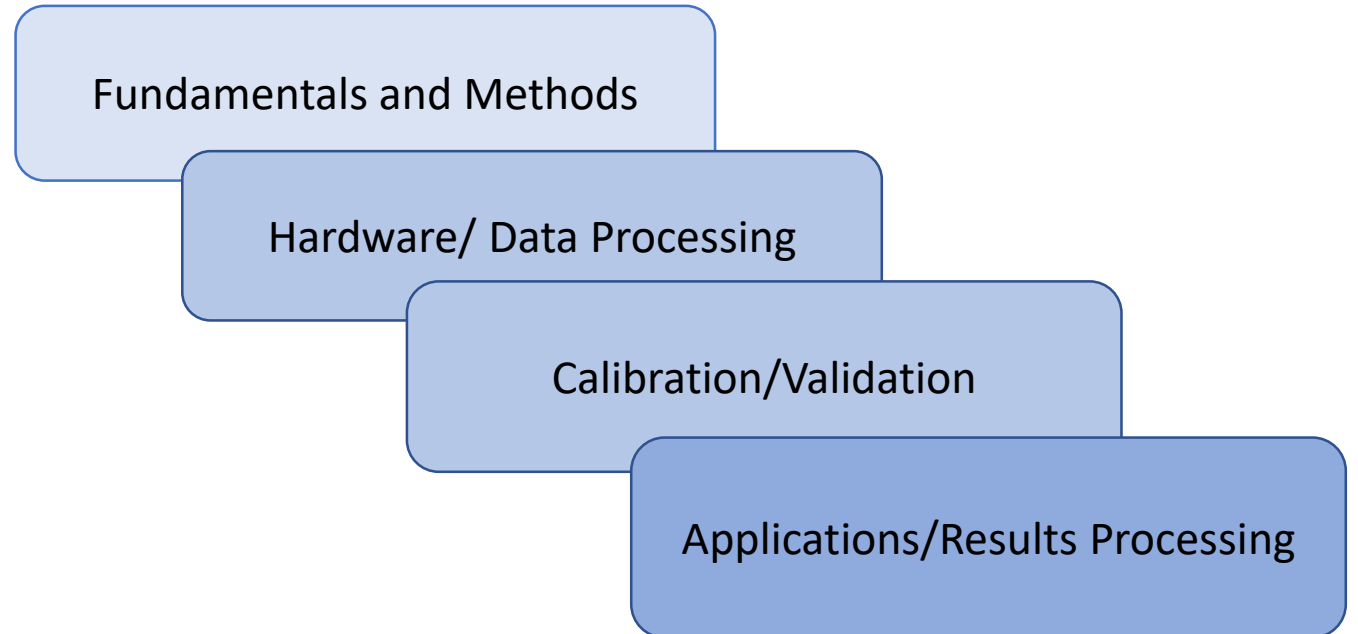 Fundamentals and Methods
Hardware/ Data Processing
Calibration/Validation
Applications/Results Processing